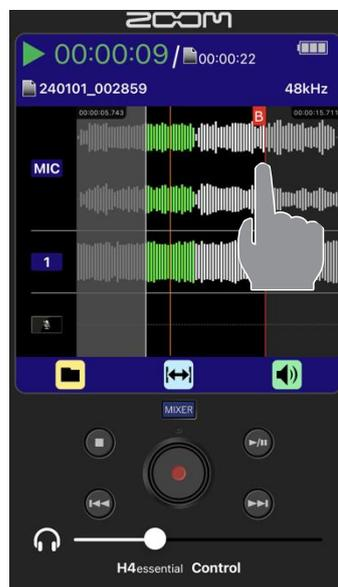 ZOOM
00:00:09/00:00:22
240101_002859 48kHz
00:00:05.743 B 00:00:15.711
MIC
1
MIXER
H4essential Control